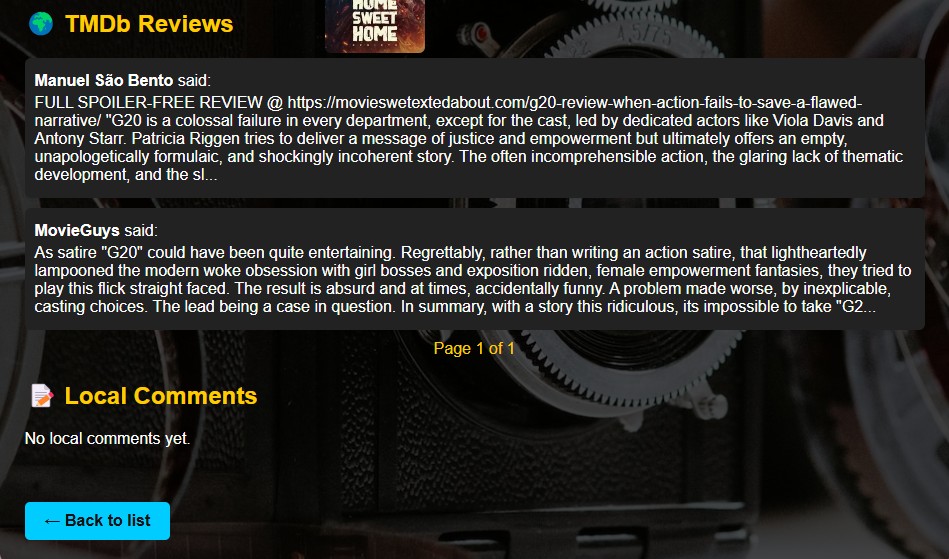 HOME
SWEET
HOME
TMDb Reviews
Manuel São Bento said:
FULL SPOILER-FREE REVIEW @ https://movieswetextedabout.com/g20-review-when-action-fails-to-save-a-flawed-
narrative/ "G20 is a colossal failure in every department, except for the cast, led by dedicated actors like Viola Davis and
Antony Starr. Patricia Riggen tries to deliver a message of justice and empowerment but ultimately offers an empty,
unapologetically formulaic, and shockingly incoherent story. The often incomprehensible action, the glaring lack of thematic
development, and the sl...
MovieGuys said:
As satire "G20" could have been quite entertaining. Regrettably, rather than writing an action satire, that lightheartedly
lampooned the modern woke obsession with girl bosses and exposition ridden, female empowerment fantasies, they tried to
play this flick straight faced. The result is absurd and at times, accidentally funny. A problem made worse, by inexplicable,
casting choices. The lead being a case in question. In summary, with a story this ridiculous, its impossible to take "G2...
Page 1 of 1
Local Comments
No local comments yet.
← Back to list